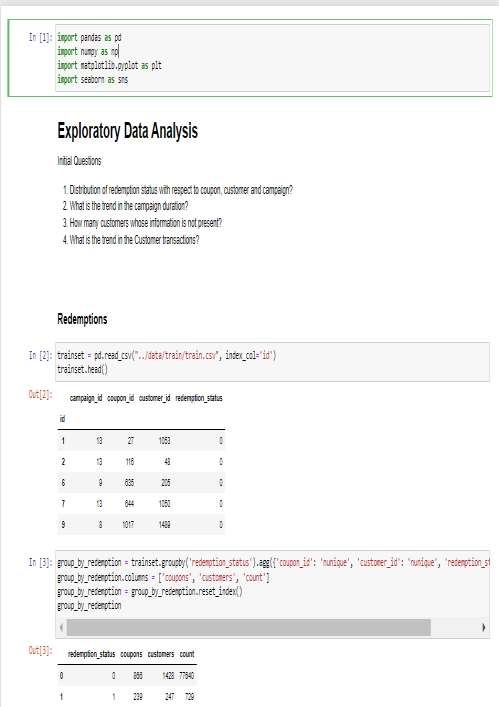 In [1]: import pandas as pd
import numpy as np
import matplotlib.pyplot as plt
import seaborn as sns
Exploratory Data Analysis
Initial Questions
1. Distribution of redemption status with respect to coupon, customer and campaign?
2. What is the trend in the campaign duration?
3. How many customers whose information is not present?
4. What is the trend in the Customer transactions?
Redemptions
In [2]: trainset = pd.read_csv("../data/train/train.csv", index_col='id')
trainset.head()
Out[2]:
campaign_id coupon_id customer_id redemption_status
id
1 13 27 1053 0
2 13 116 48 0
6 9 635 205 0
7 13 644 1050 0
9 8 1017 1489 0
In [3]: group_by_redemption = trainset.groupby('redemption_status').agg({'coupon_id': 'nunique', 'customer_id': 'nunique', 'redemption_st
group_by_redemption.columns = ['coupons', 'customers', 'count']
group_by_redemption = group_by_redemption.reset_index()
group_by_redemption
Out[3]:
redemption_status coupons customers count
0 0 866 1428 77640
1 1 239 247 729